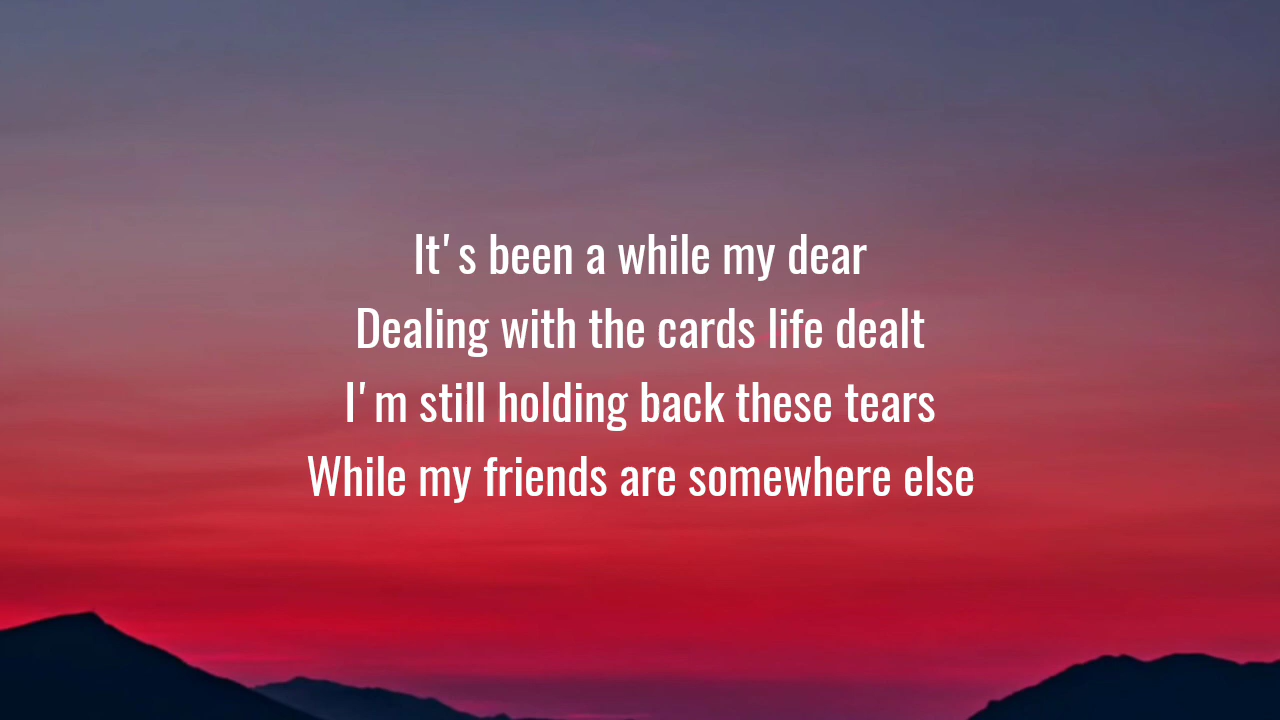 It's been a while my dear
Dealing with the cards life dealt
I'm still holding back these tears
While my friends are somewhere else